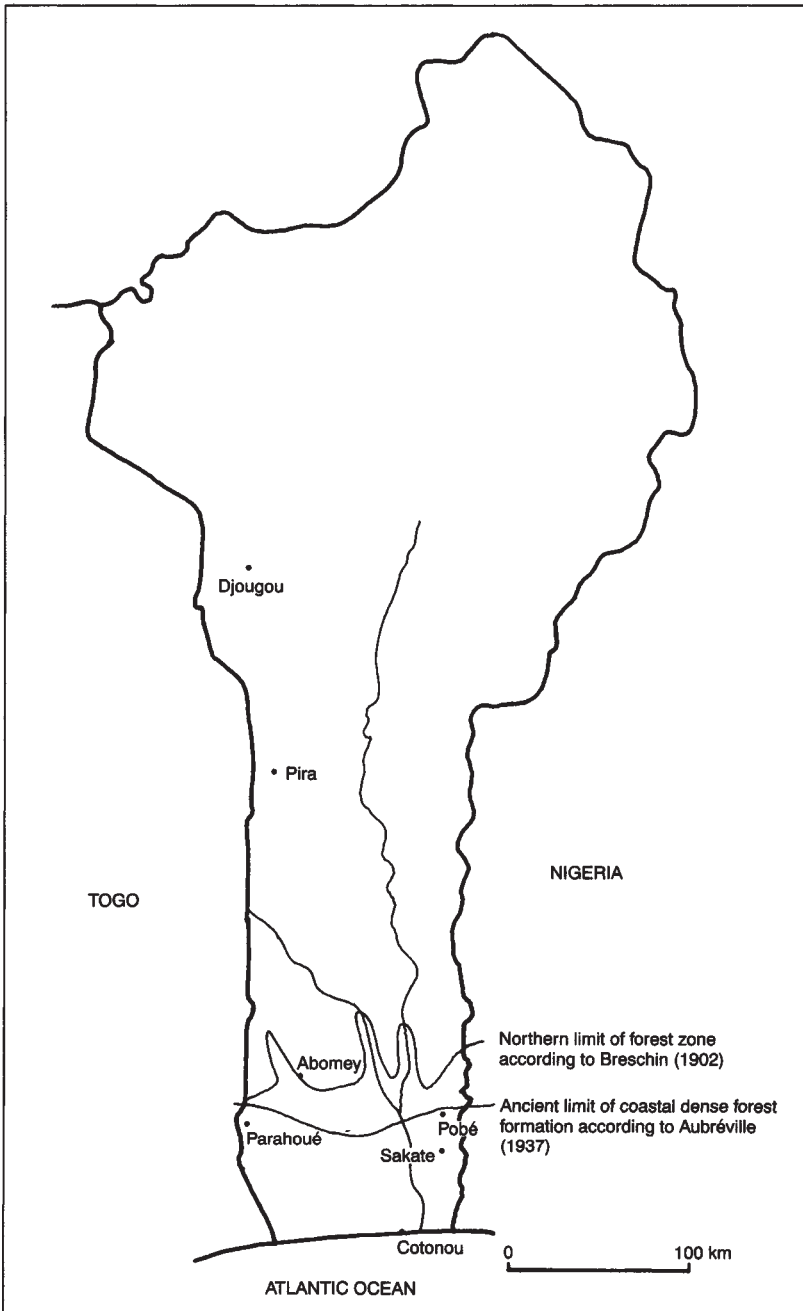 Djougou
Pira
TOGO
NIGERIA
Northern limit of forest zone
according to Breschin (1902)
Abomey
Ancient limit of coastal dense forest
formation according to Aubréville
(1937)
Parahoué
Pobé
Sakate
Cotonou
0 100 km
ATLANTIC OCEAN